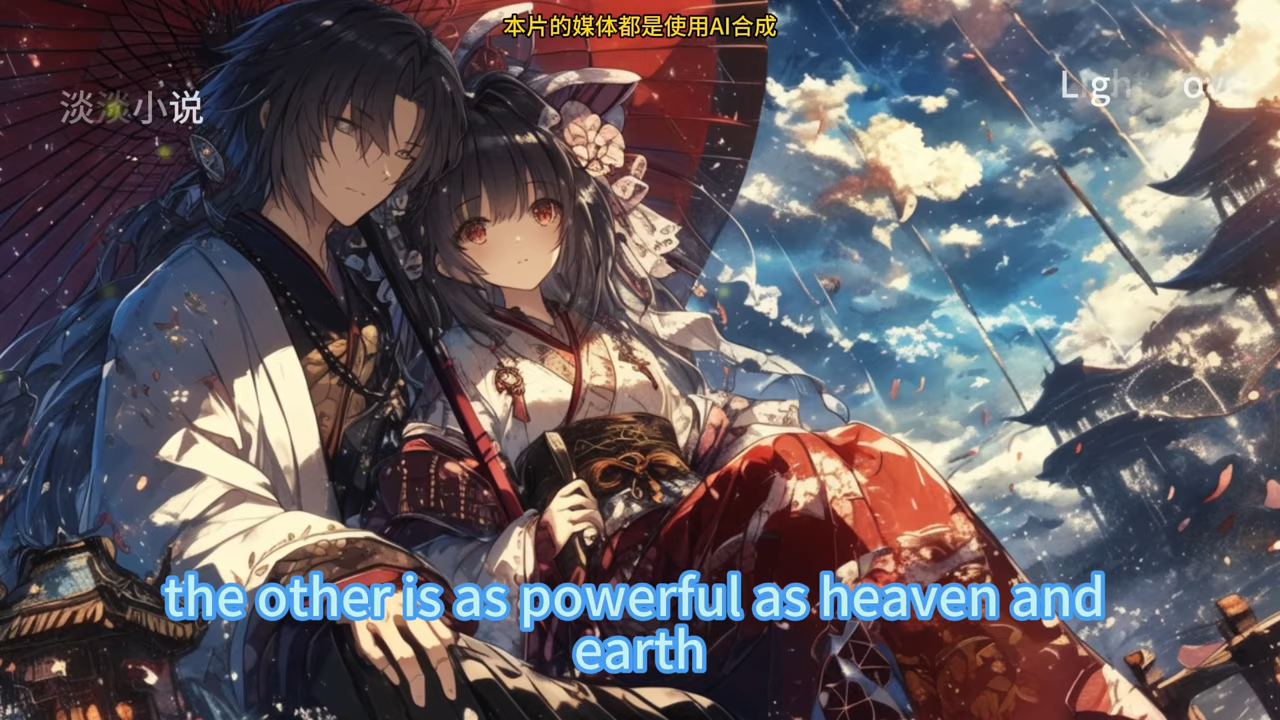 本片的媒体都是使用AI合成
淡淡小说
the other is as powerful as heaven and
earth